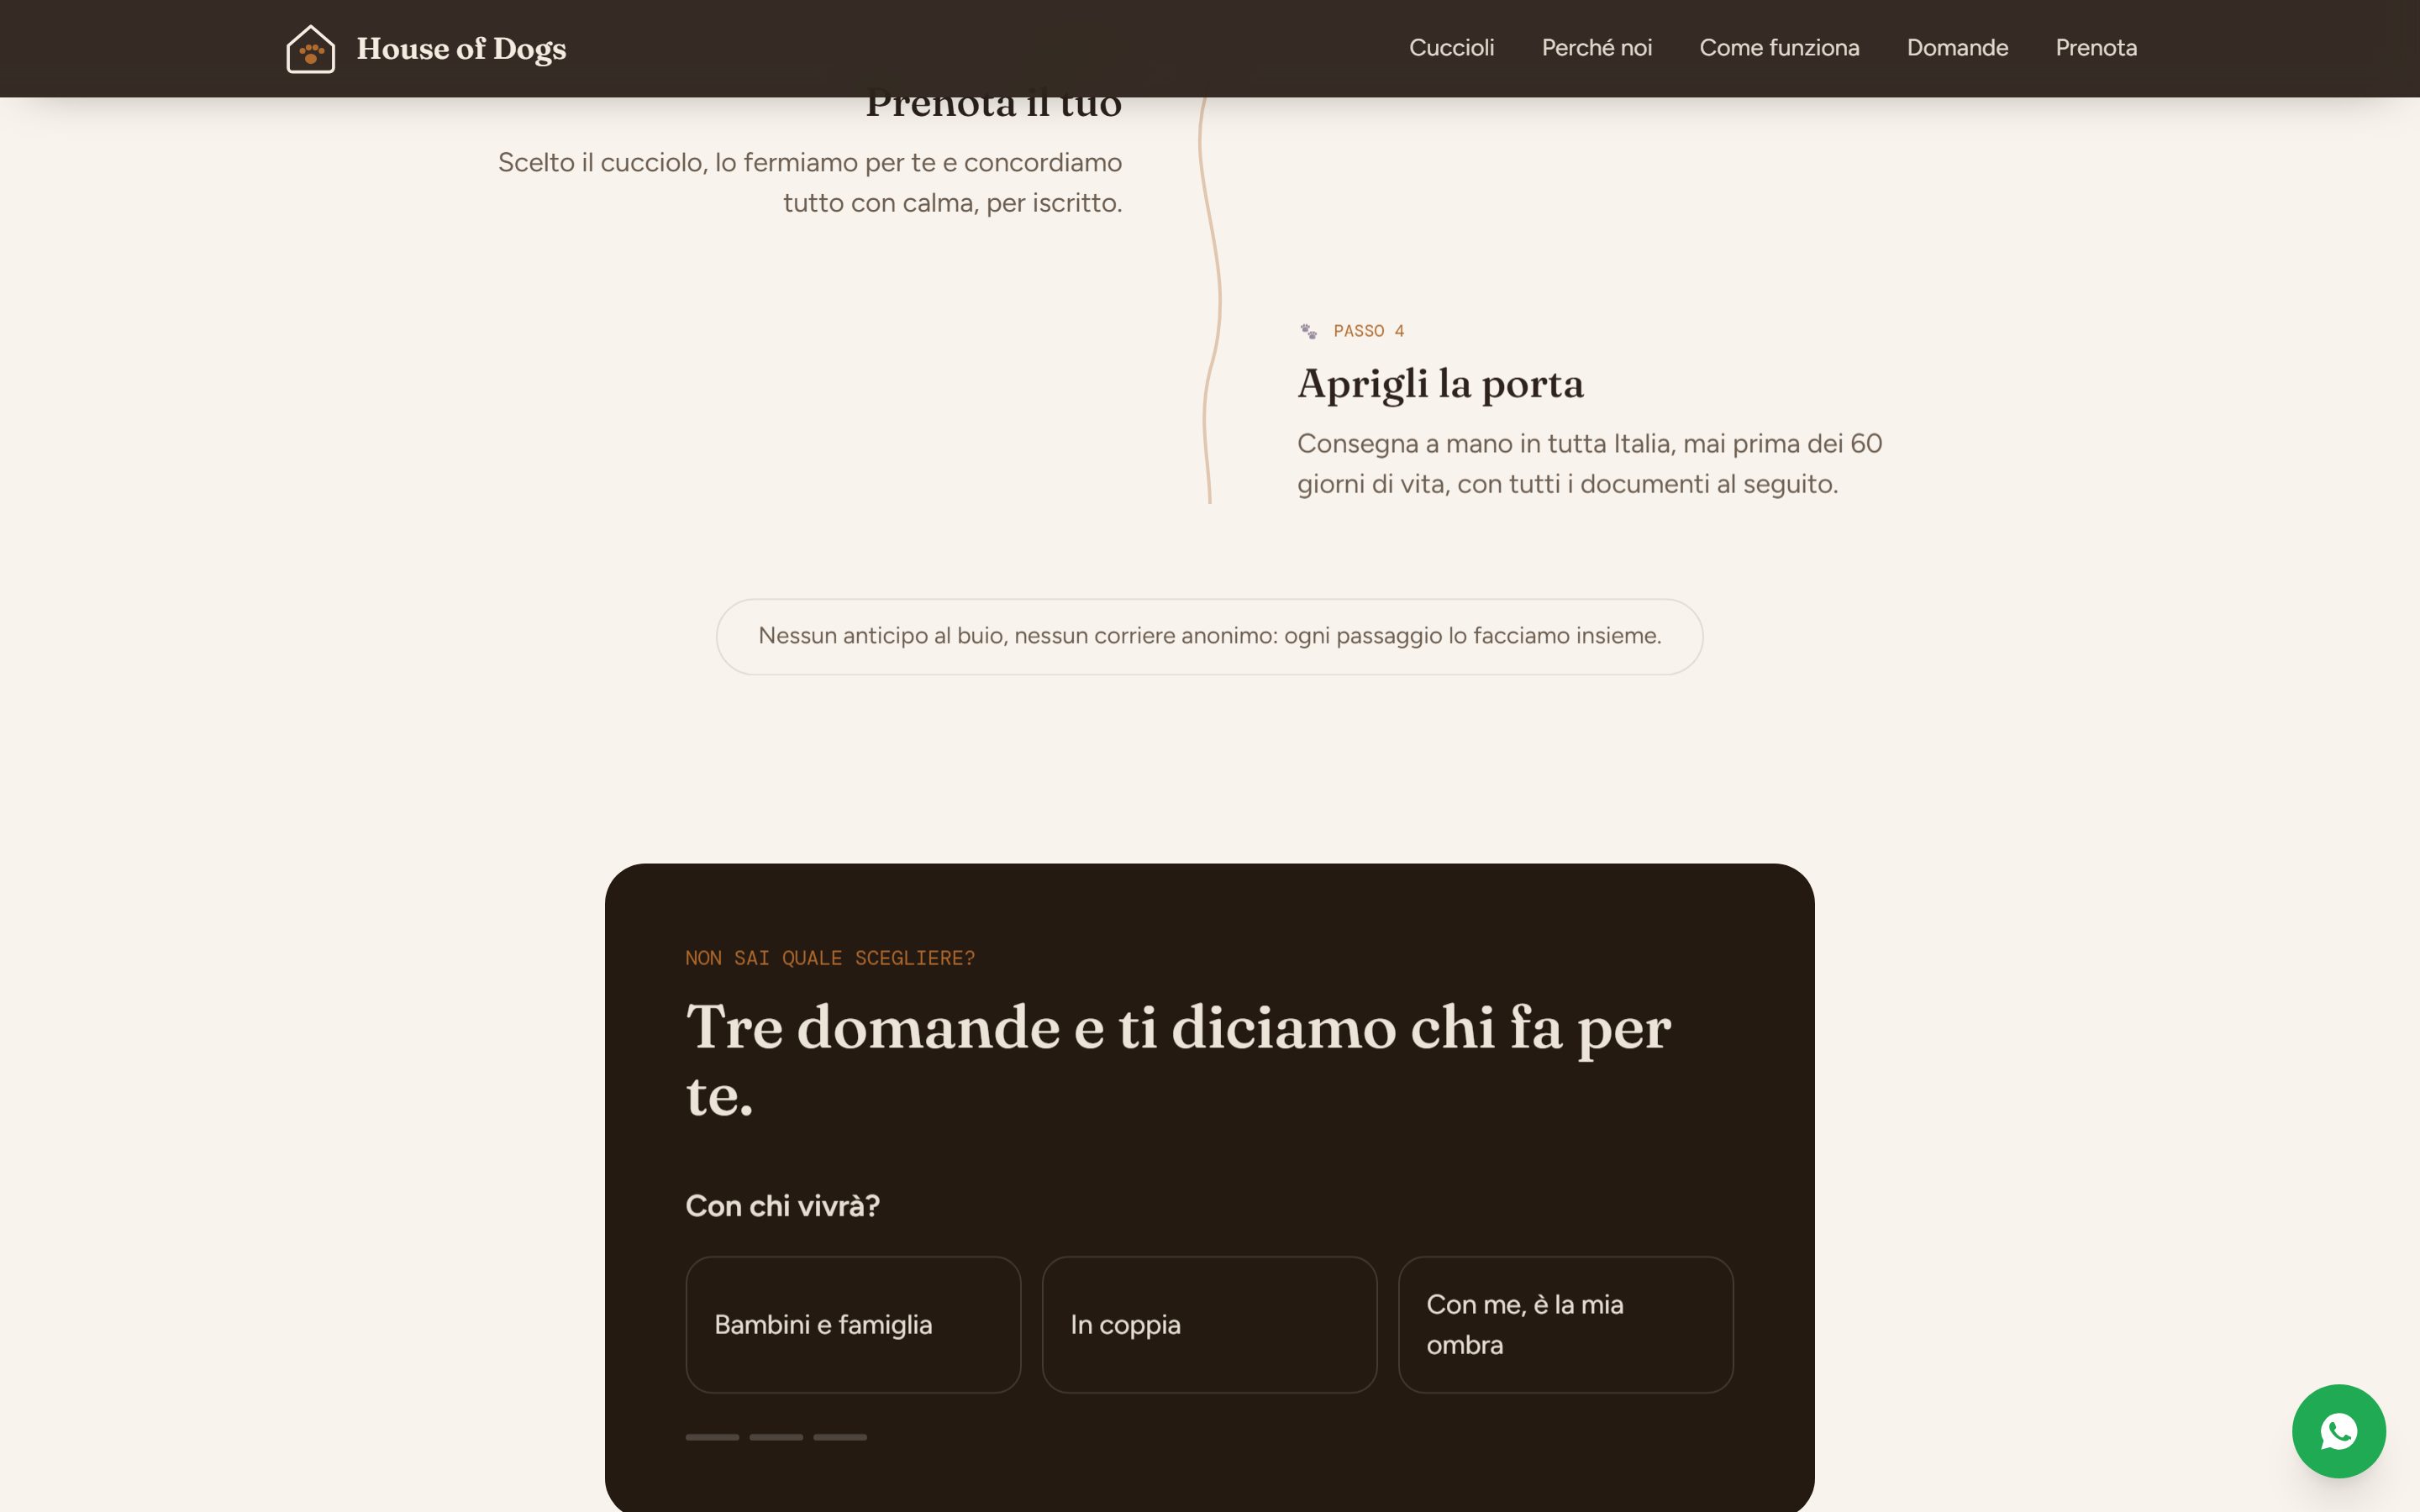 House of Dogs
Cuccioli
Perché noi
Come funziona
Domande
Prenota
Prenota il tuo
Scelto il cucciolo, lo fermiamo per te e concordiamo
tutto con calma, per iscritto.
PASSO 4
Aprigli la porta
Consegna a mano in tutta Italia, mai prima dei 60
giorni di vita, con tutti i documenti al seguito.
Nessun anticipo al buio, nessun corriere anonimo: ogni passaggio lo facciamo insieme.
NON SAI QUALE SCEGLIERE?
Tre domande e ti diciamo chi fa per
te.
Con chi vivrà?
Bambini e famiglia
In coppia
Con me, è la mia
ombra